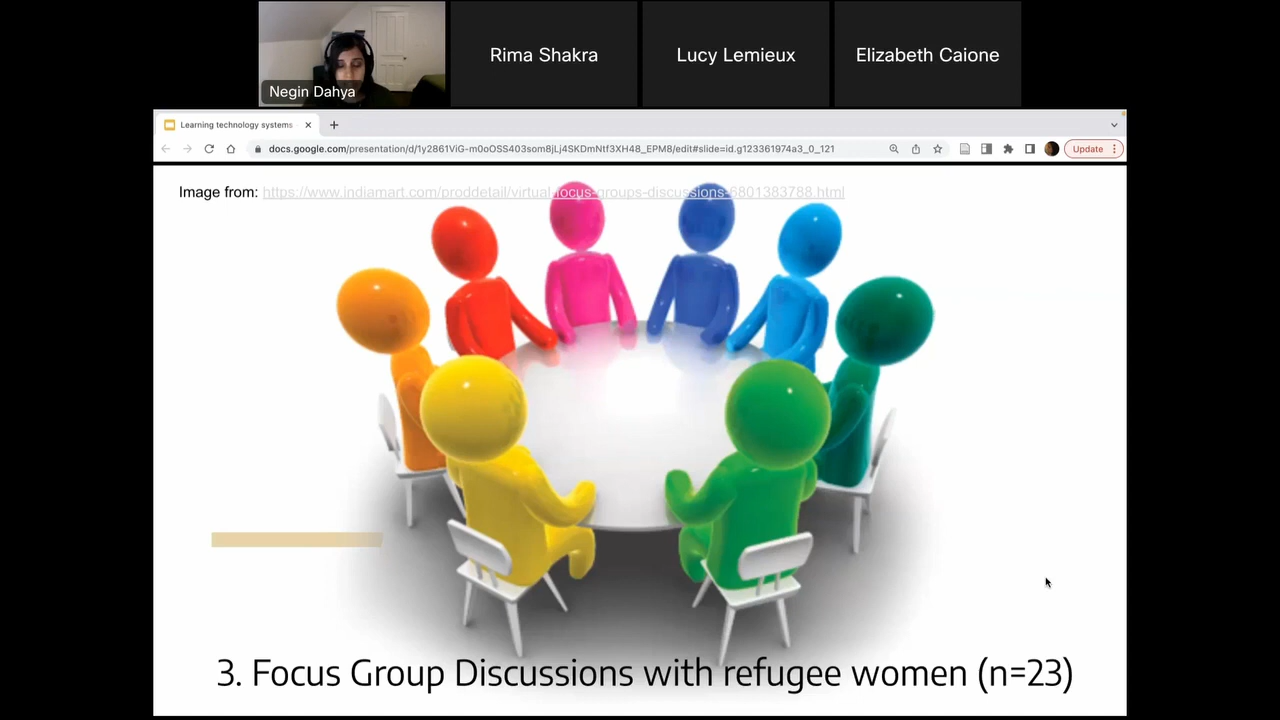 Rima Shakra
Lucy Lemieux
Elizabeth Caione
Negin Dahya
Learning technology systems
docs.google.com/presentation/d/1y2861ViG-m0oOSS403som8jLj4SKDmNtf3XH48_EPM8/edit#slide=id.g123361974a3_0_121
Update
Image from: https://www.indiamart.com/proddetail/virtual-focus-groups-discussions-6801383788.html
3. Focus Group Discussions with refugee women (n=23)